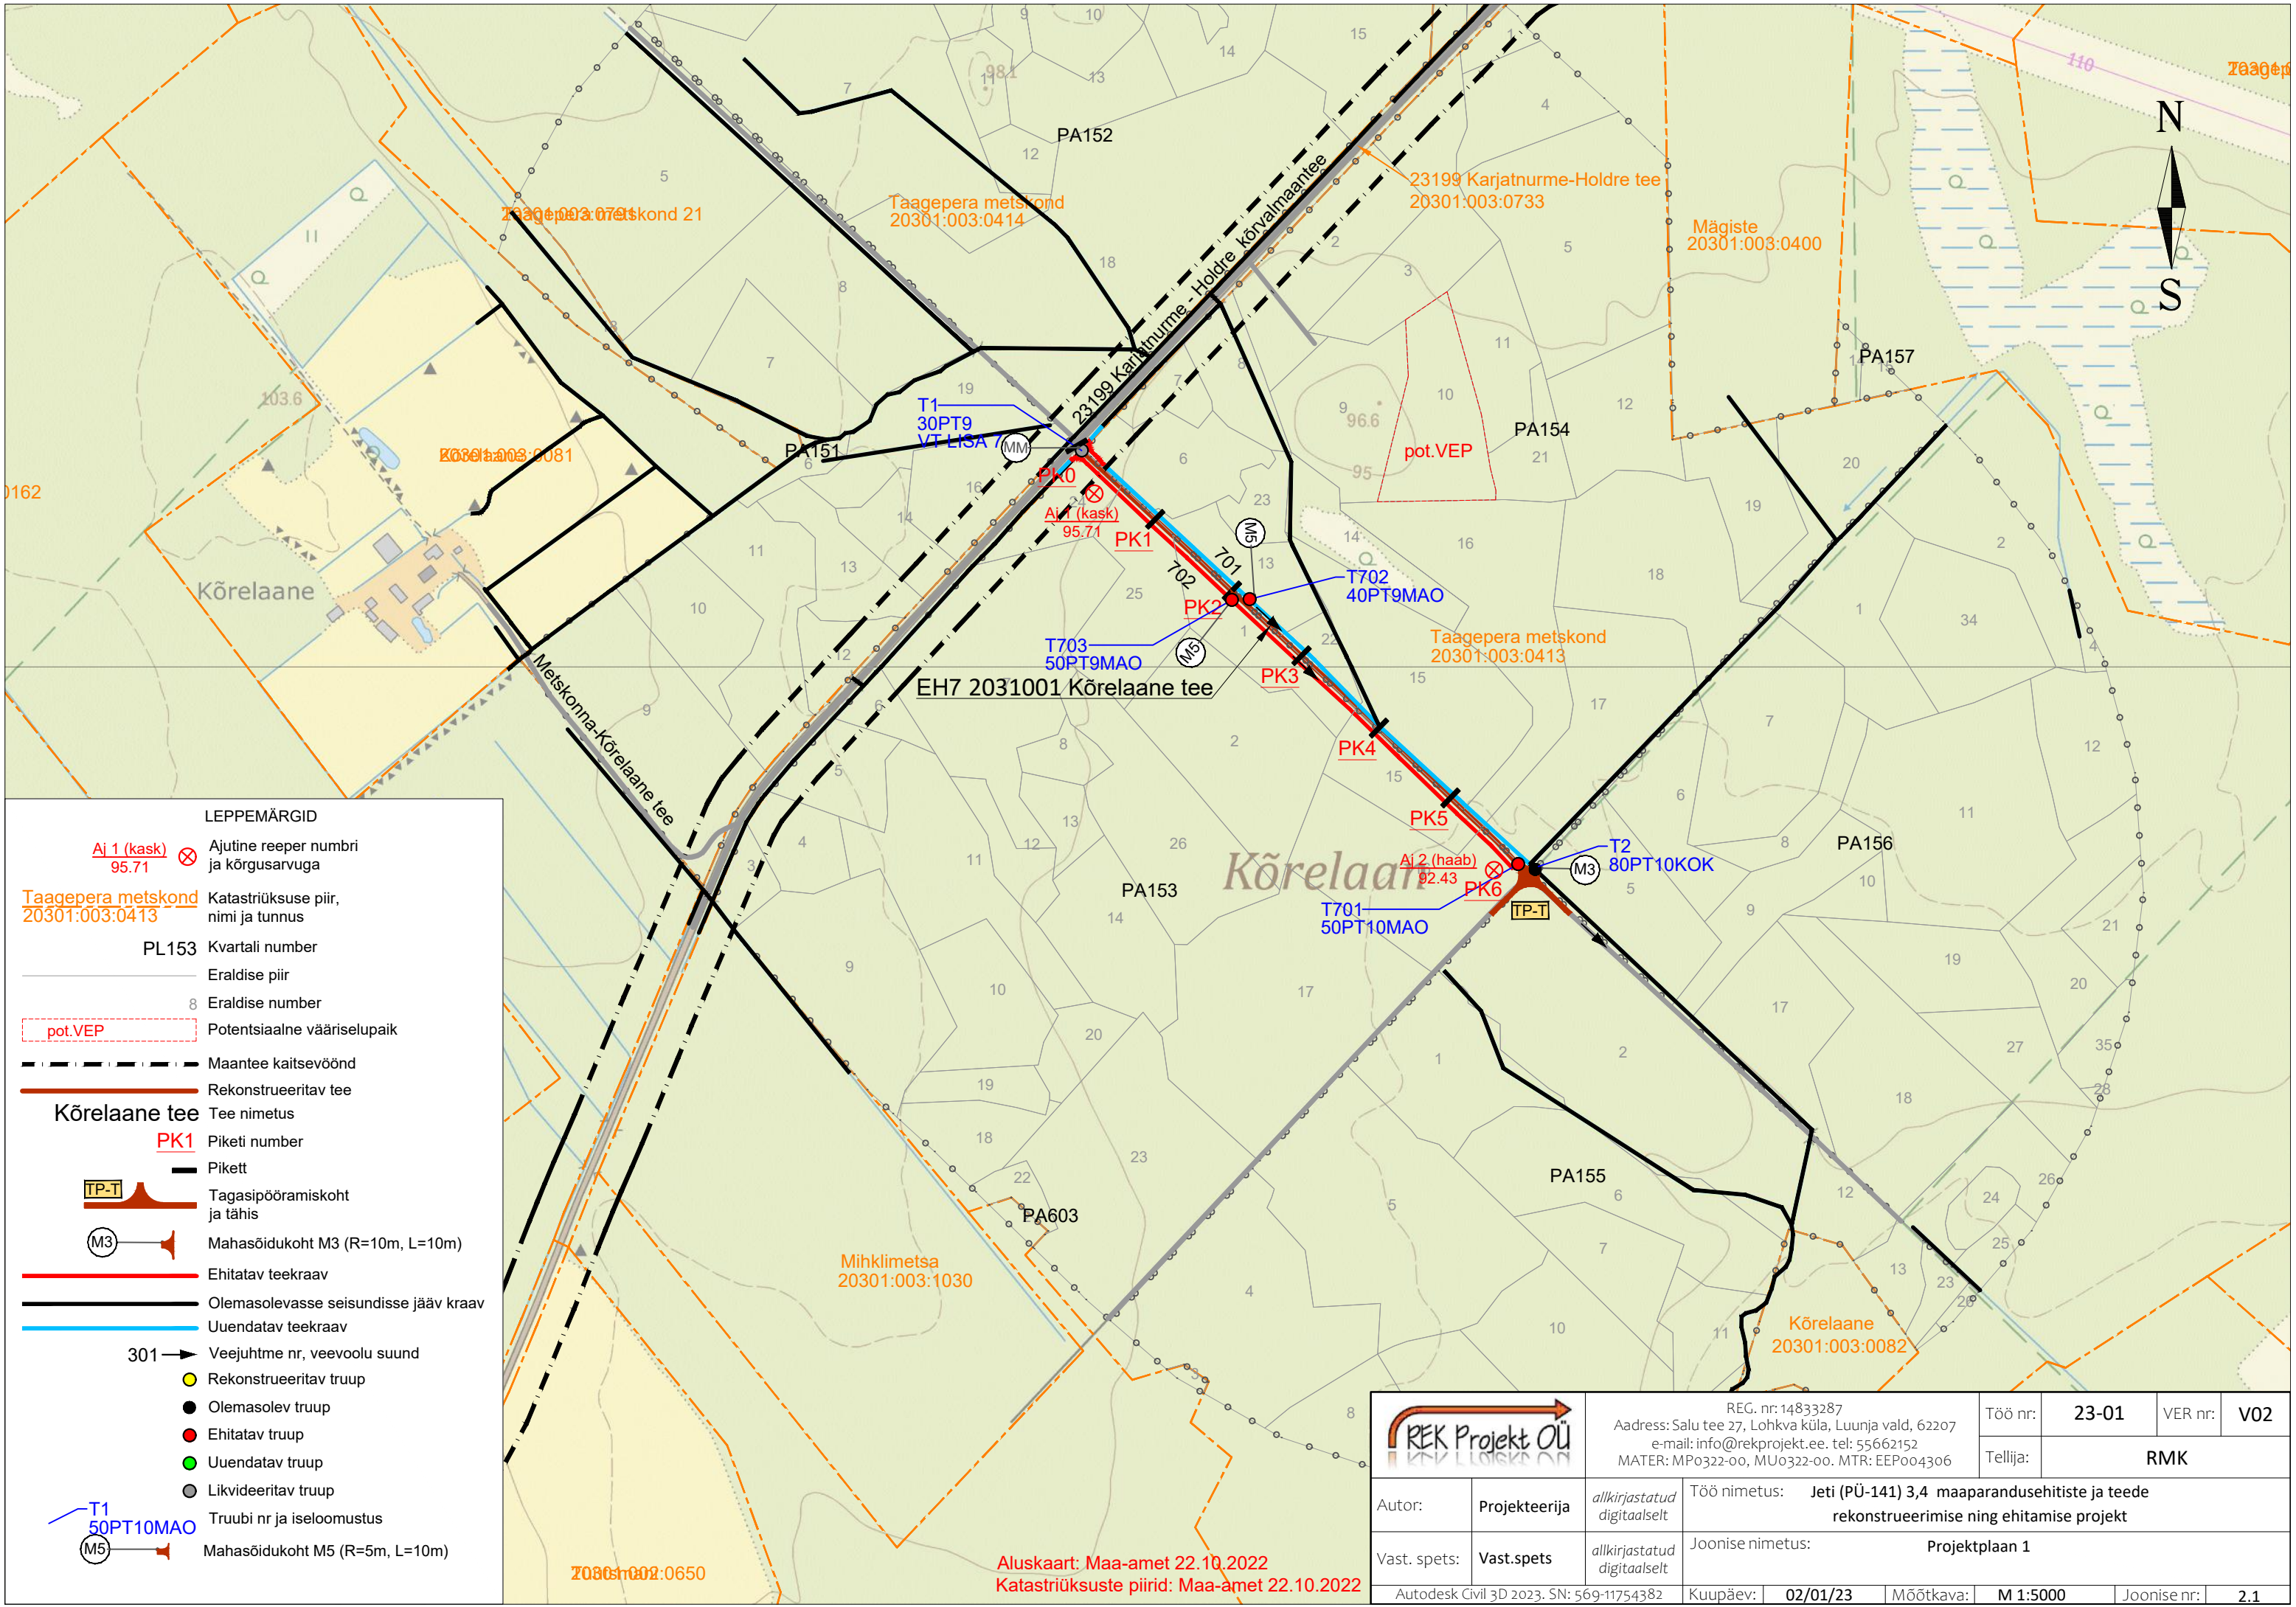 N
S
110
PA152
PA157
PA154
PA151
PA156
PA153
PA155
PA603
Taagepera metskond
20301:003:0414
23199 Karjatnurme-Holdre tee
20301:003:0733
Mägiste
20301:003:0400
23199 Karjatnurme - Holdre kõrvalmaantee
98.1
103.6
96.6
95
pot.VEP
T1
30PT9
VT LISA 7
MM
PK0
Aj 1 (kask)
95.71
PK1
M5
701
702
T702
40PT9MAO
PK2
T703
50PT9MAO
M5
PK3
EH7 2031001 Kõrelaane tee
Taagepera metskond
20301:003:0413
PK4
PK5
Kõrelaane
Metskonna-Kõrelaane tee
Kõrelaan
Aj 2 (haab)
92.43
PK6
T2
80PT10KOK
M3
T701
50PT10MAO
TP-T
Mihklimetsa
20301:003:1030
Kõrelaane
20301:003:0082
LEPPEMÄRGID
Aj 1 (kask)
95.71
Ajutine reeper numbri
ja kõrgusarvuga
Taagepera metskond
20301:003:0413
Katastriüksuse piir,
nimi ja tunnus
PL153 Kvartali number
Eraldise piir
8 Eraldise number
pot.VEP Potentsiaalne vääriselupaik
Maantee kaitsevöönd
Rekonstrueeritav tee
Kõrelaane tee Tee nimetus
PK1 Piketi number
Pikett
TP-T Tagasipööramiskoht
ja tähis
M3 Mahasõidukoht M3 (R=10m, L=10m)
Ehitatav teekraav
Olemasolevasse seisundisse jääv kraav
Uuendatav teekraav
301 Veejuhtme nr, veevoolu suund
Rekonstrueeritav truup
Olemasolev truup
Ehitatav truup
Uuendatav truup
Likvideeritav truup
T1
50PT10MAO
Truubi nr ja iseloomustus
M5 Mahasõidukoht M5 (R=5m, L=10m)
Aluskaart: Maa-amet 22.10.2022
Katastriüksuste piirid: Maa-amet 22.10.2022
REK Projekt OÜ
REG. nr: 14833287
Aadress: Salu tee 27, Lohkva küla, Luunja vald, 62207
e-mail: info@rekprojekt.ee. tel: 55662152
MATER: MP0322-00, MU0322-00. MTR: EEP004306
Töö nr: 23-01 VER nr: V02
Tellija: RMK
Autor: Projekteerija allkirjastatud
digitaalselt
Töö nimetus: Jeti (PÜ-141) 3,4 maaparandusehitiste ja teede
rekonstrueerimise ning ehitamise projekt
Vast. spets: Vast.spets allkirjastatud
digitaalselt
Joonise nimetus: Projektplaan 1
Autodesk Civil 3D 2023. SN: 569-11754382 Kuupäev: 02/01/23 Mõõtkava: M 1:5000 Joonise nr: 2.1